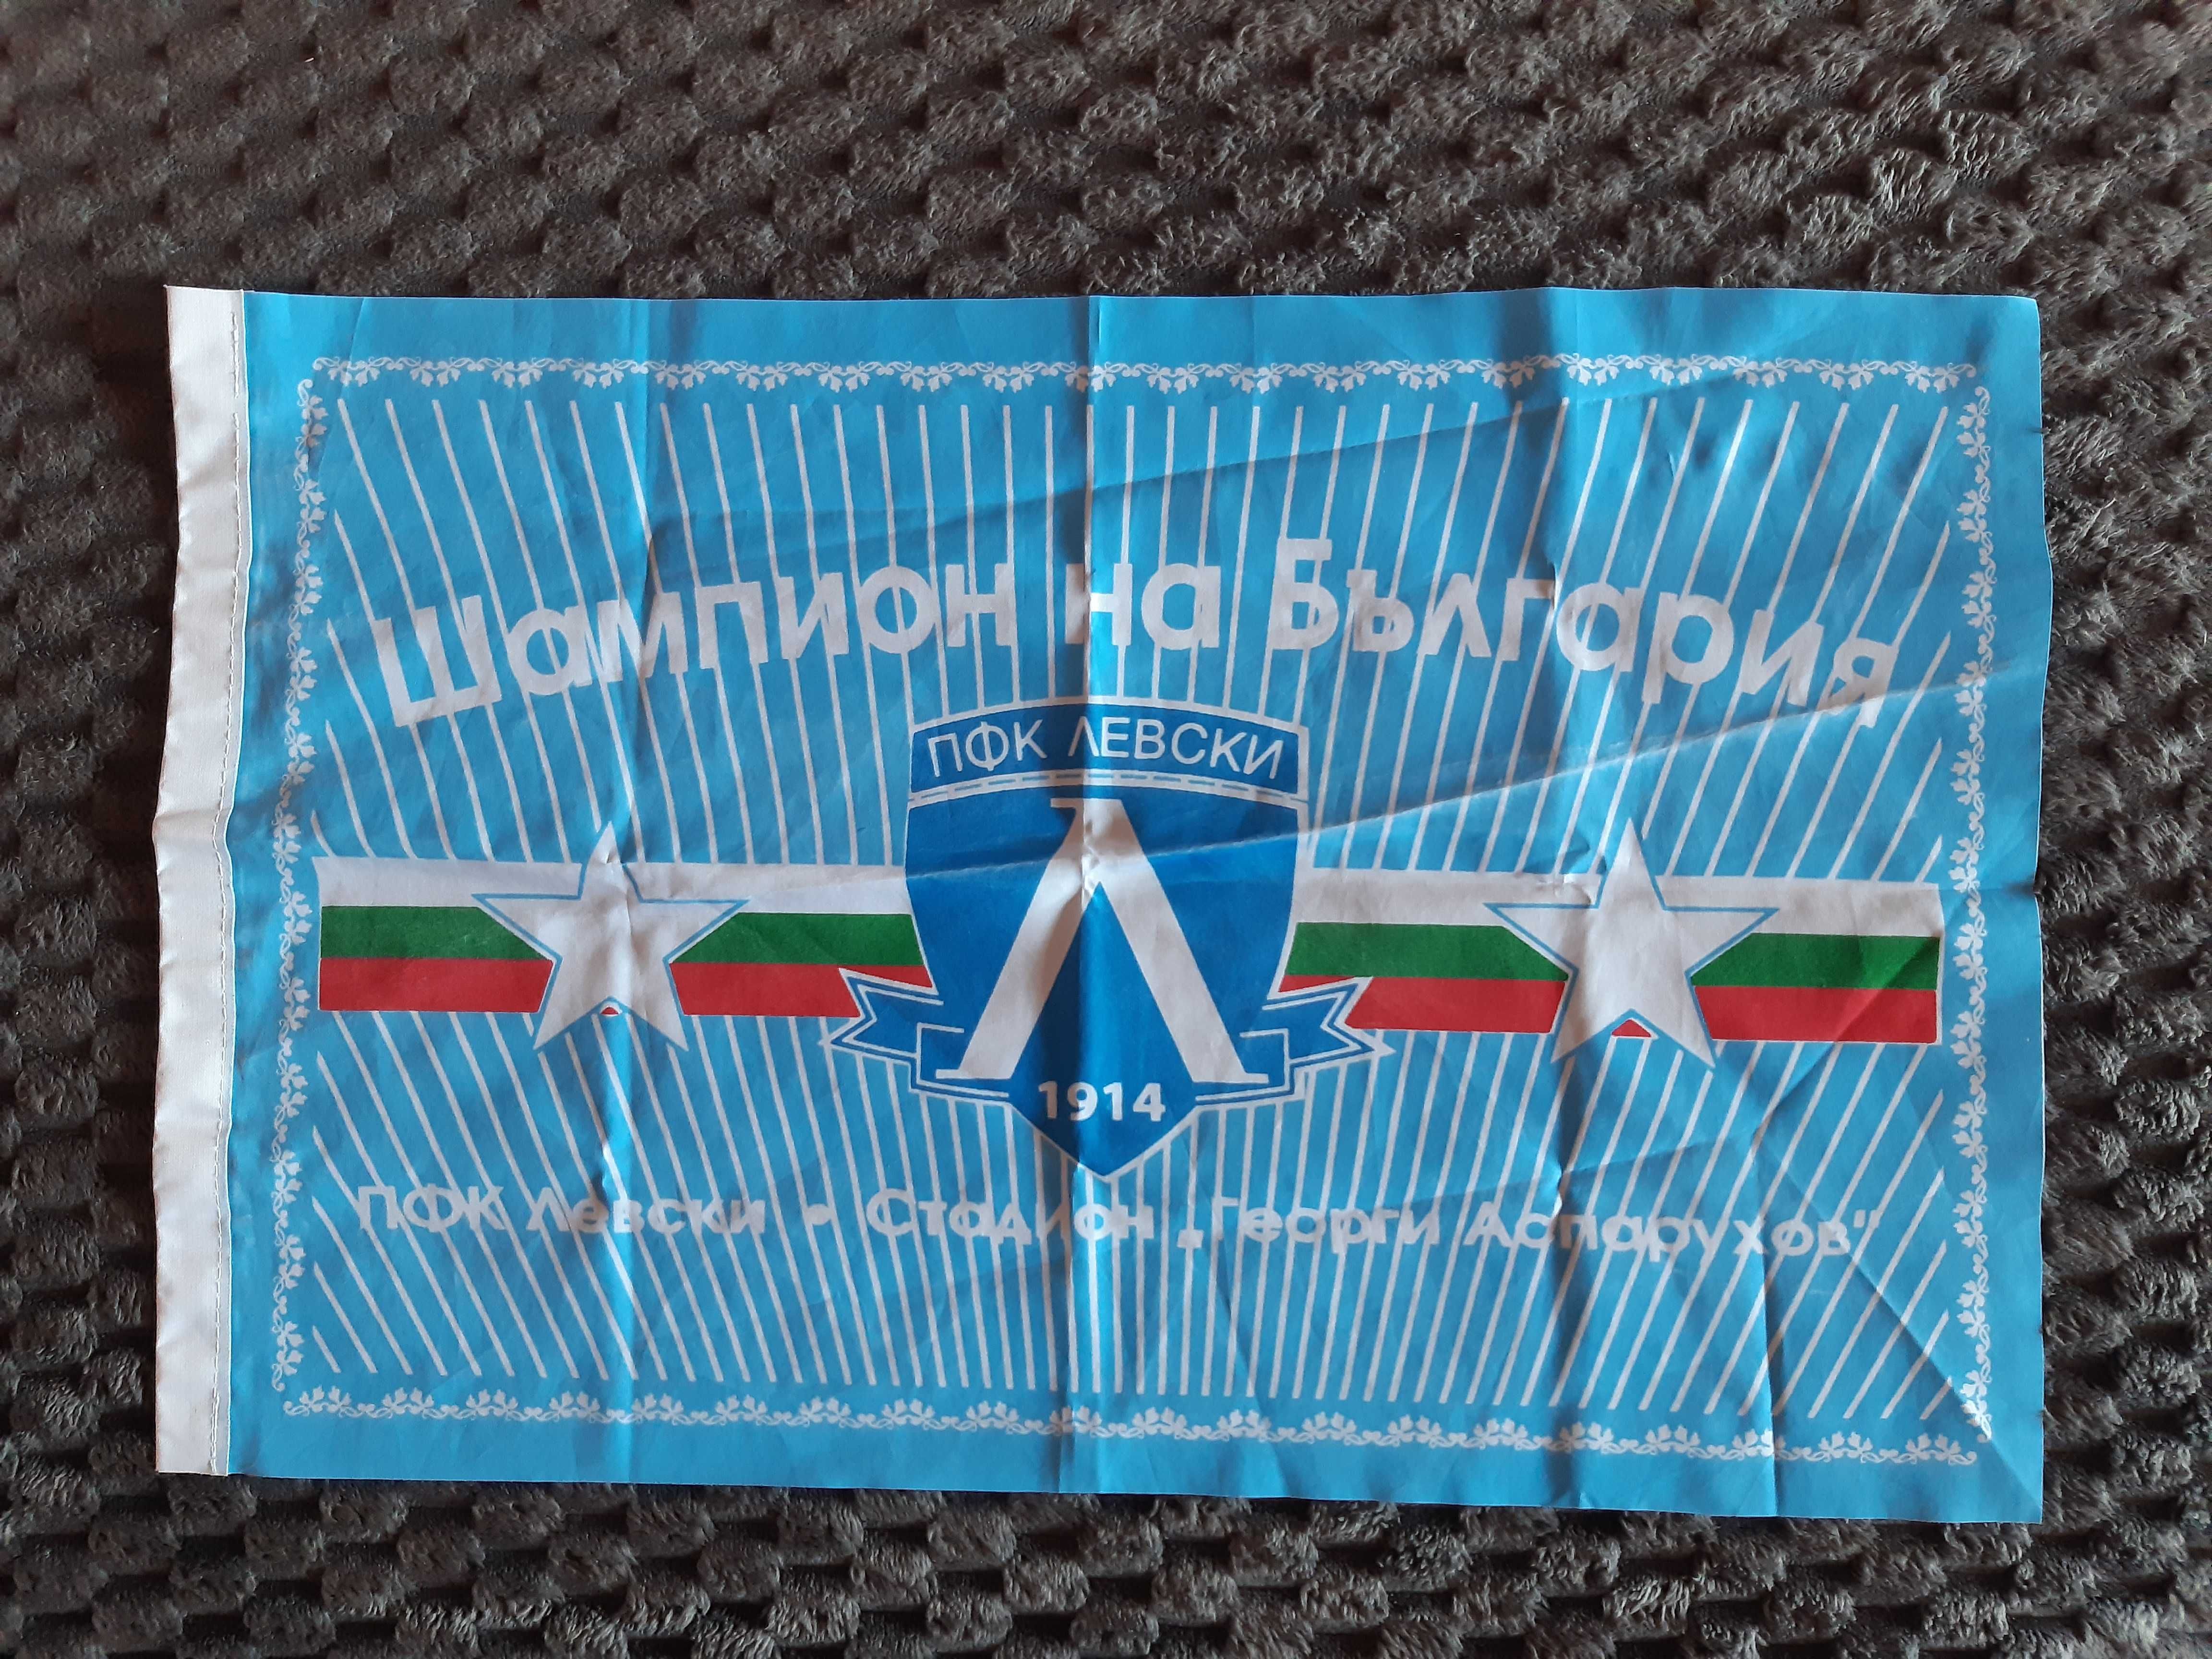 Шампион на България
ПФК ЛЕВСКИ
Λ
1914
ПФК Левски - Стадион „Георги Аспарухов“